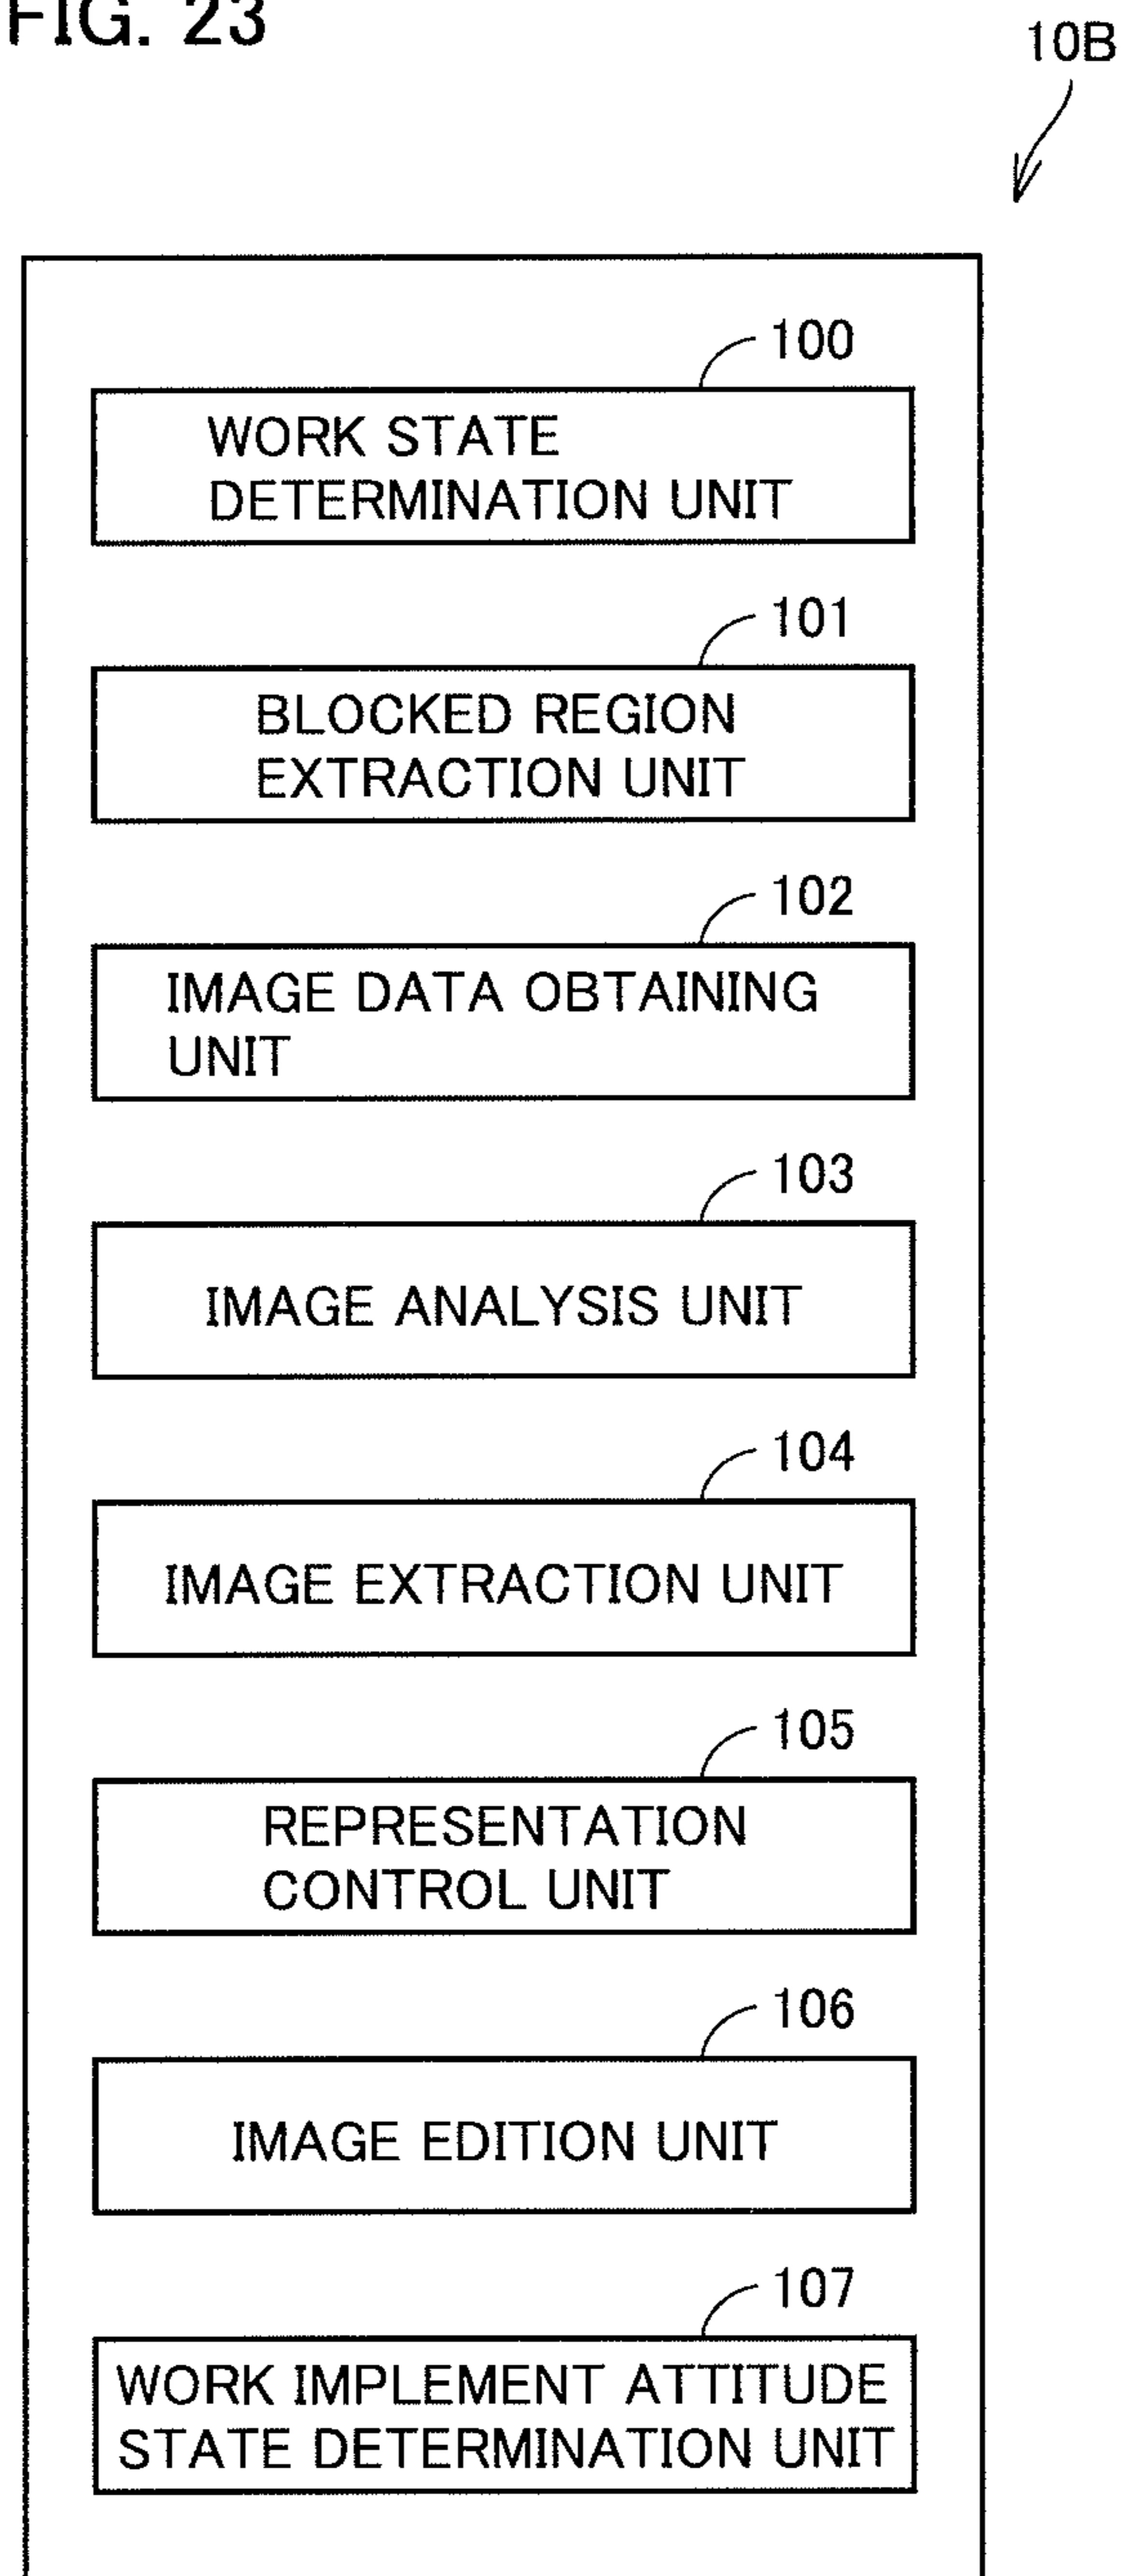 FIG. 23
10B
100
WORK STATE
DETERMINATION UNIT
101
BLOCKED REGION
EXTRACTION UNIT
102
IMAGE DATA OBTAINING
UNIT
103
IMAGE ANALYSIS UNIT
104
IMAGE EXTRACTION UNIT
105
REPRESENTATION
CONTROL UNIT
106
IMAGE EDITION UNIT
107
WORK IMPLEMENT ATTITUDE
STATE DETERMINATION UNIT